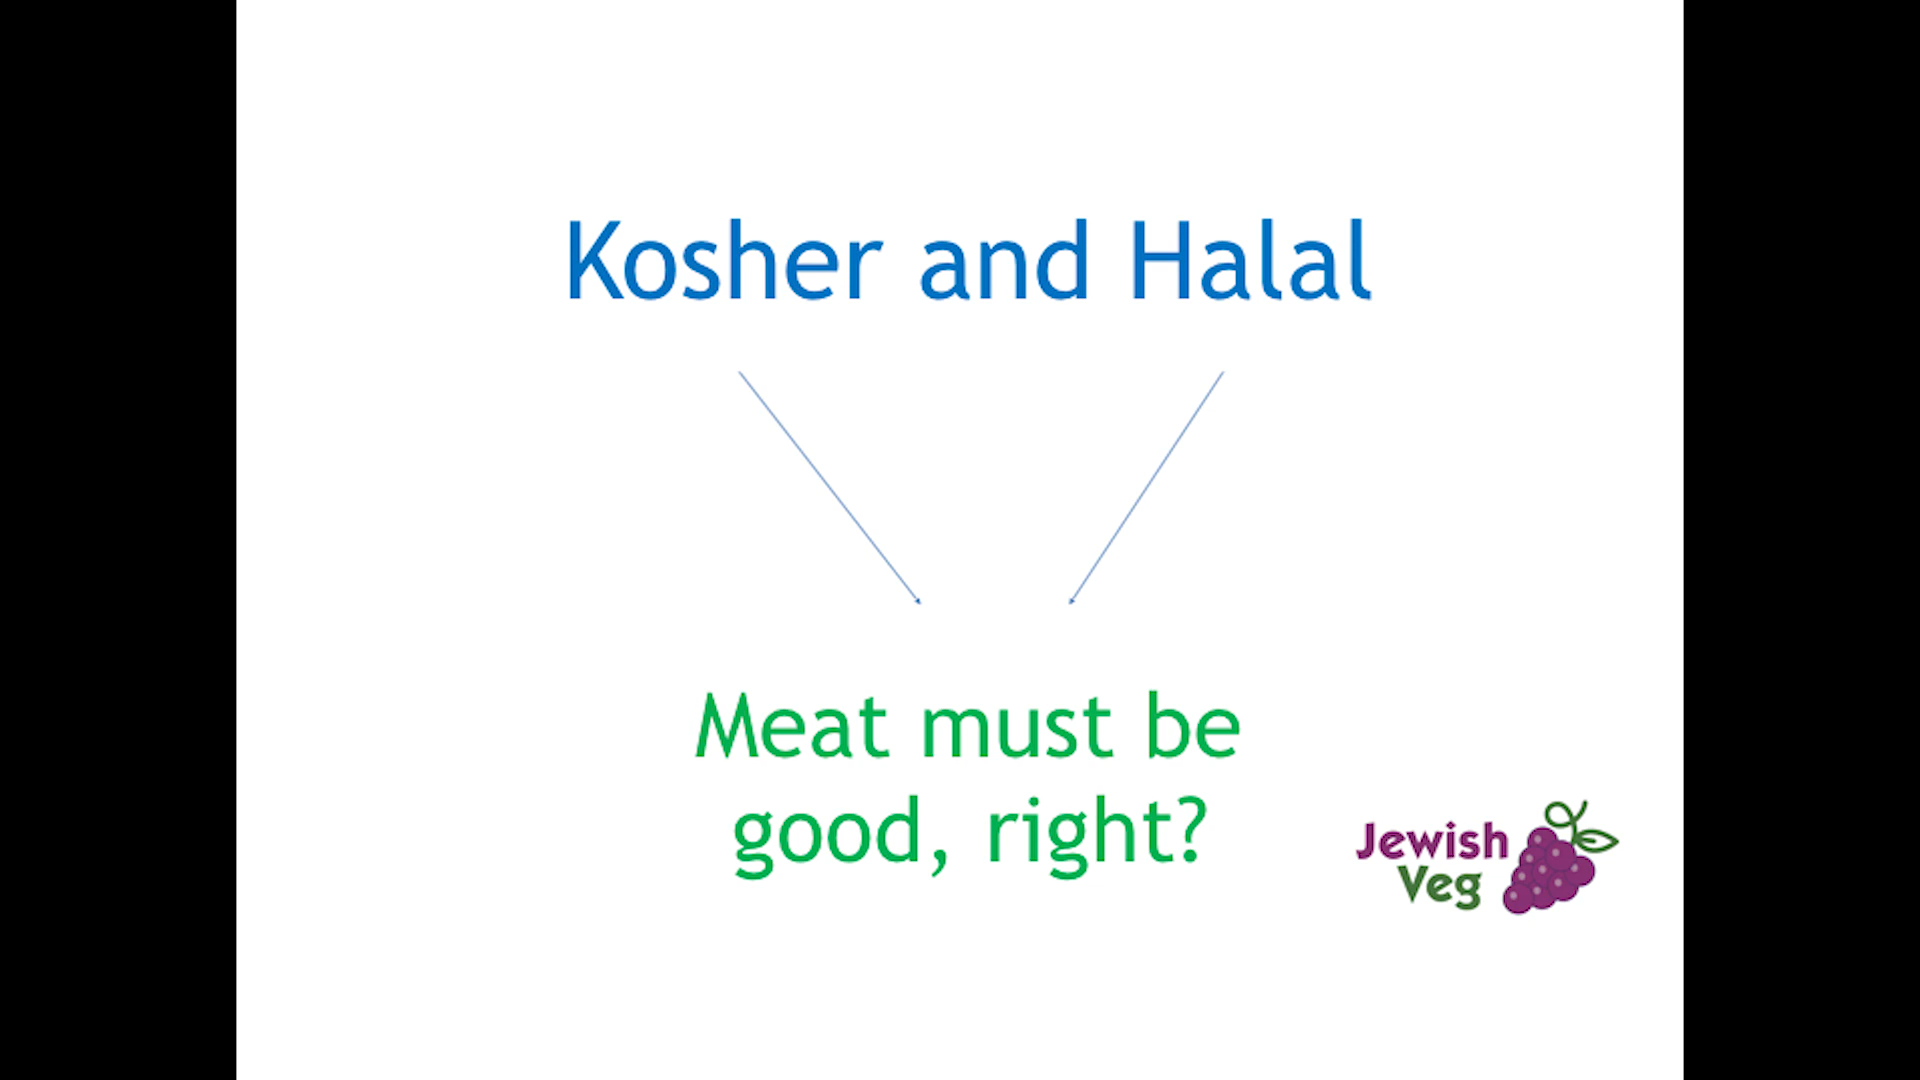 Kosher and Halal
Meat must be
good, right?
Jewish
Veg